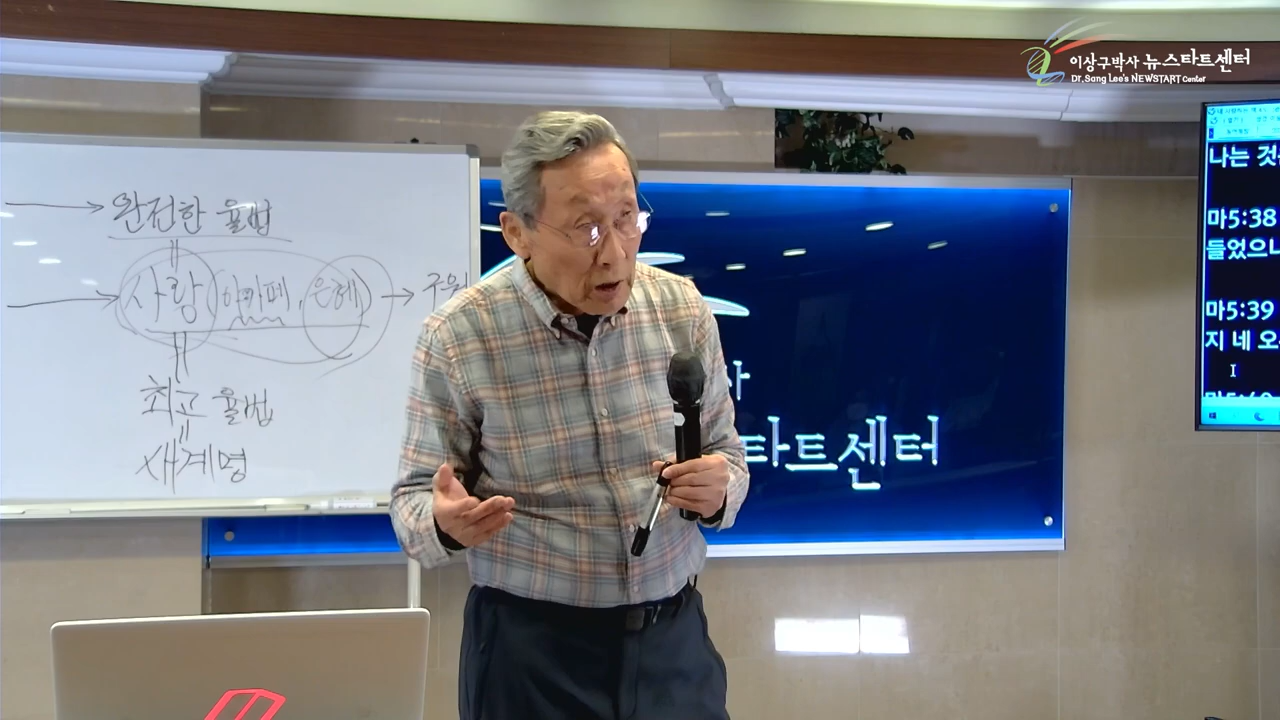 이상구박사 뉴스타트센터
Dr. Sang Lee's NEWSTART Center
완전한 율법
사랑(아가페, 은혜) → 구원
최고 율법
새계명
타트센터
나는 것
마5:38
들었으니
마5:39
지 네 오